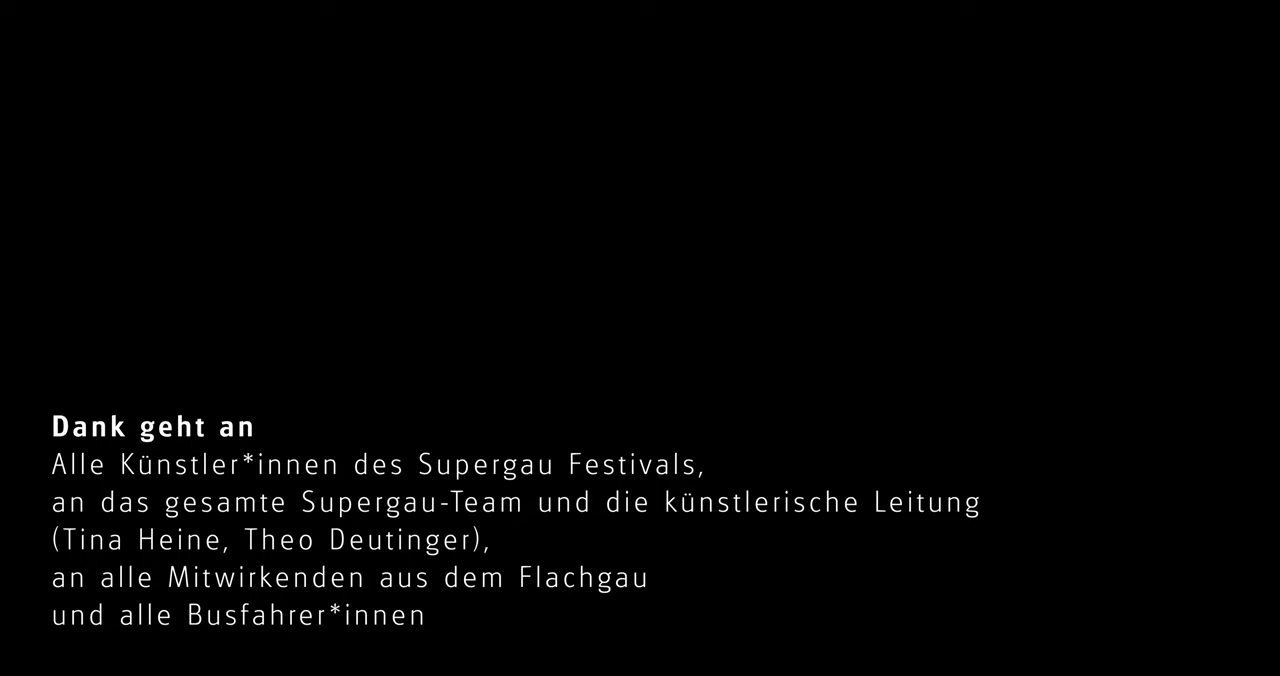 Dank geht an
Alle Künstler*innen des Supergau Festivals,
an das gesamte Supergau-Team und die künstlerische Leitung
(Tina Heine, Theo Deutinger),
an alle Mitwirkenden aus dem Flachgau
und alle Busfahrer*innen